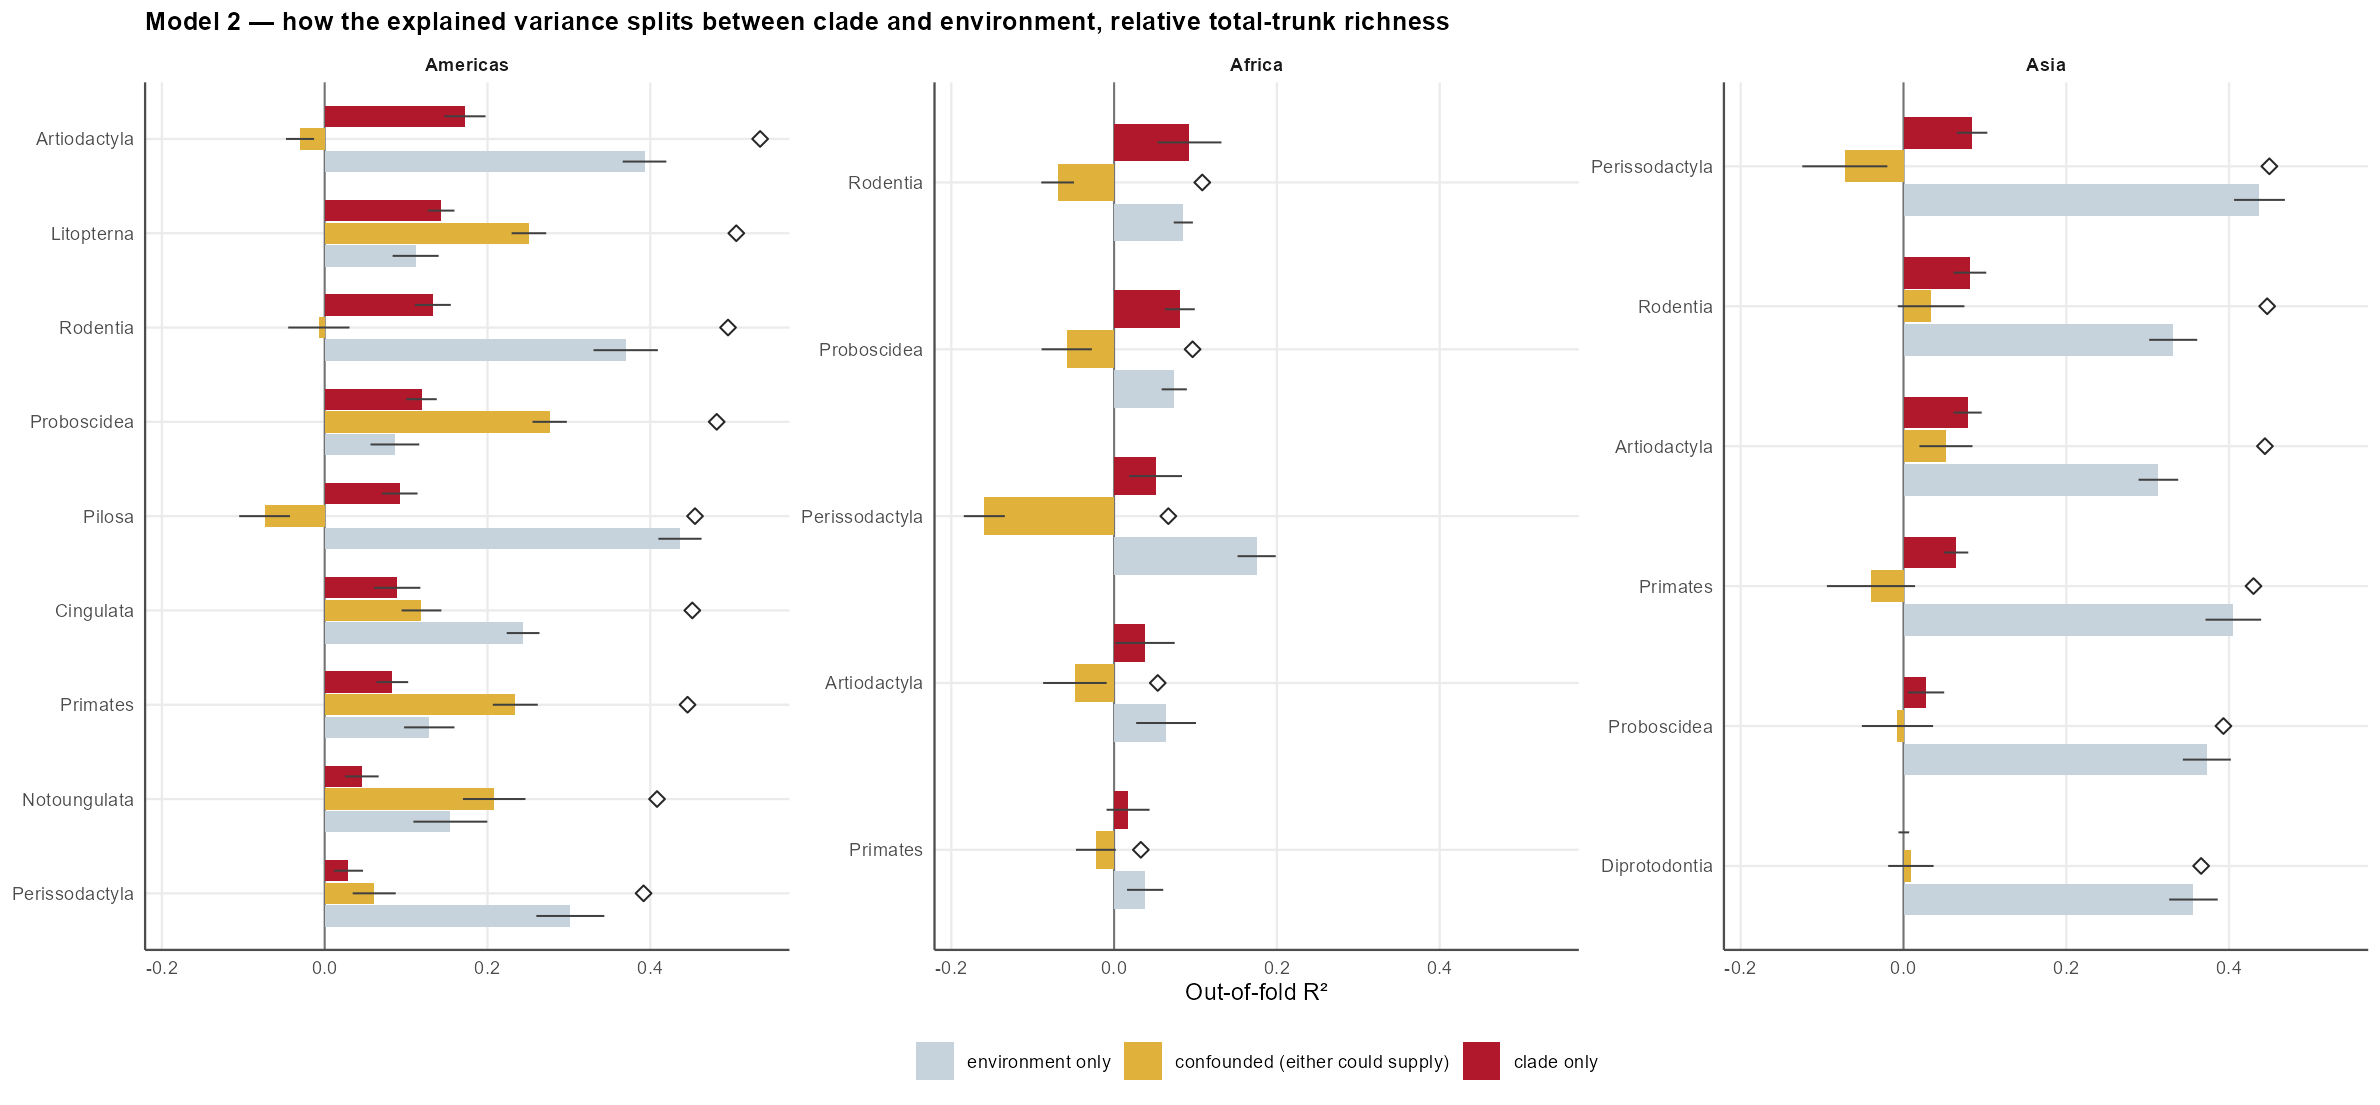 Model 2 — how the explained variance splits between clade and environment, relative total-trunk richness
Americas
Artiodactyla
Litopterna
Rodentia
Proboscidea
Pilosa
Cingulata
Primates
Notoungulata
Perissodactyla
-0.2 0.0 0.2 0.4
Africa
Rodentia
Proboscidea
Perissodactyla
Artiodactyla
Primates
-0.2 0.0 0.2 0.4
Asia
Perissodactyla
Rodentia
Artiodactyla
Primates
Proboscidea
Diprotodontia
-0.2 0.0 0.2 0.4
Out-of-fold R²
environment only confounded (either could supply) clade only